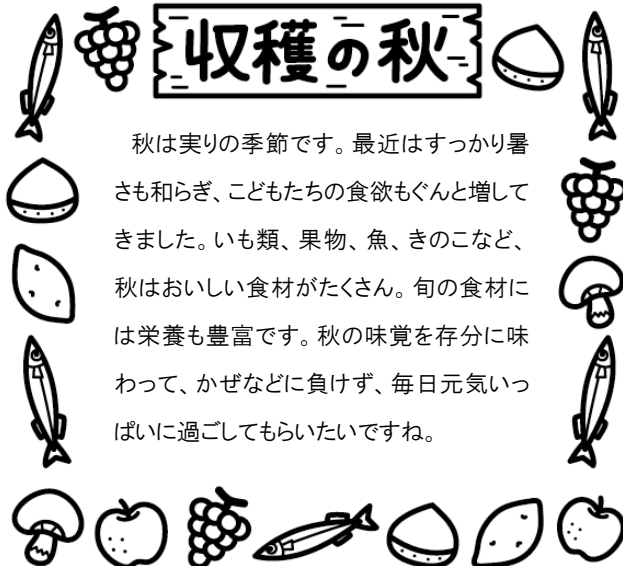 収穫の秋
　秋は実りの季節です。最近はすっかり暑
さも和らぎ、こどもたちの食欲もぐんと増して
きました。いも類、果物、魚、きのこなど、
秋はおいしい食材がたくさん。旬の食材に
は栄養も豊富です。秋の味覚を存分に味
わって、かぜなどに負けず、毎日元気いっ
ぱいに過ごしてもらいたいですね。